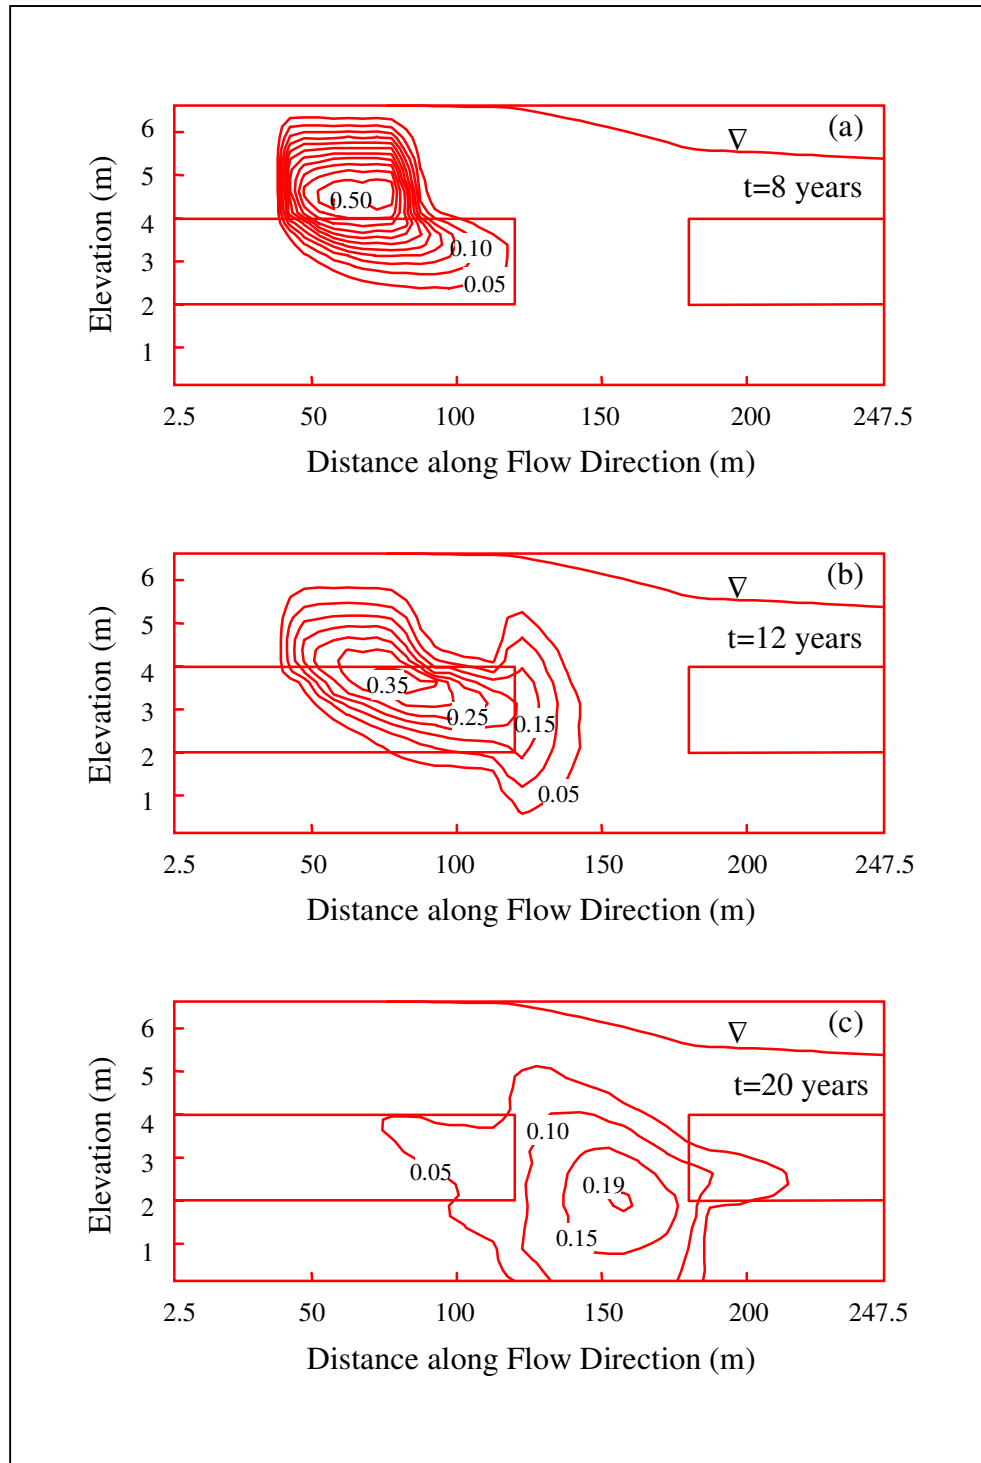 (a)
6
∇
5
t=8 years
0.50
4
0.10
3
0.05
2
1
Elevation (m)
2.5 50 100 150 200 247.5
Distance along Flow Direction (m)
(b)
6
∇
5
t=12 years
4
0.35
3
0.25 0.15
2
0.05
1
Elevation (m)
2.5 50 100 150 200 247.5
Distance along Flow Direction (m)
(c)
6
∇
5
t=20 years
4
0.10
3
0.05 0.19
2
0.15
1
Elevation (m)
2.5 50 100 150 200 247.5
Distance along Flow Direction (m)